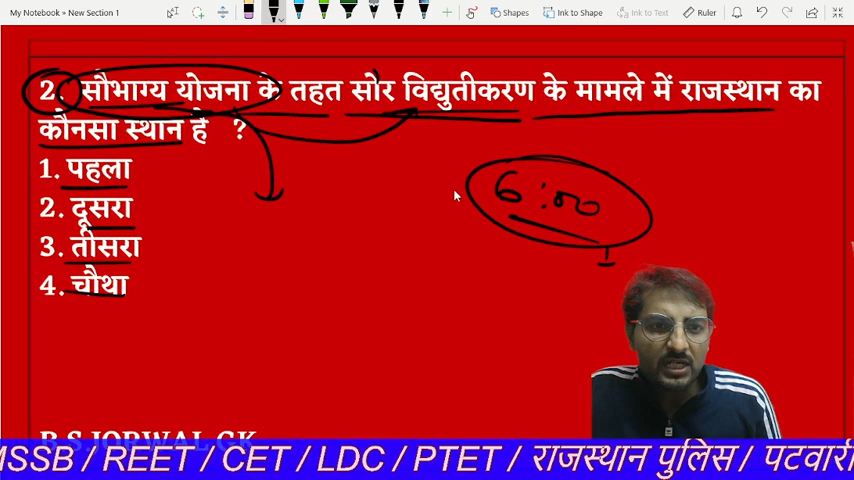 My Notebook » New Section 1
Shapes
Ink to Shape
Ink to Text
Ruler
2. सौभाग्य योजना के तहत सोर विद्युतीकरण के मामले में राजस्थान का
कौनसा स्थान हें ?
1. पहला
2. दूसरा
3. तीसरा
4. चौथा
6:00
B.S.JORWAL GK
MSSB / REET / CET / LDC / PTET / राजस्थान पुलिस/ पटवारी